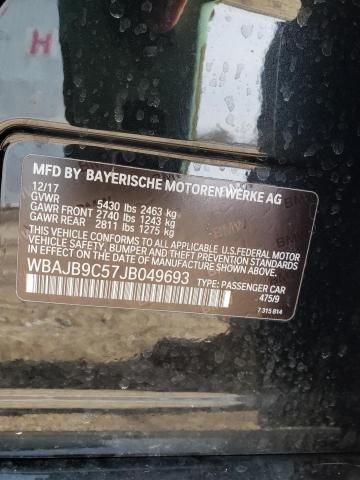 H
MFD BY BAYERISCHE MOTOREN WERKE AG
12/17
GVWR 5430 lbs 2463 kg
GAWR FRONT 2740 lbs 1243 kg
GAWR REAR 2811 lbs 1275 kg
THIS VEHICLE CONFORMS TO ALL APPLICABLE U.S.FEDERAL MOTOR
VEHICLE SAFETY, BUMPER AND THEFT PREVENTION STANDARDS
IN EFFECT ON THE DATE OF MANUFACTURE SHOWN ABOVE.
WBAJB9C57JB049693 TYPE: PASSENGER CAR
475/9
7 315 814